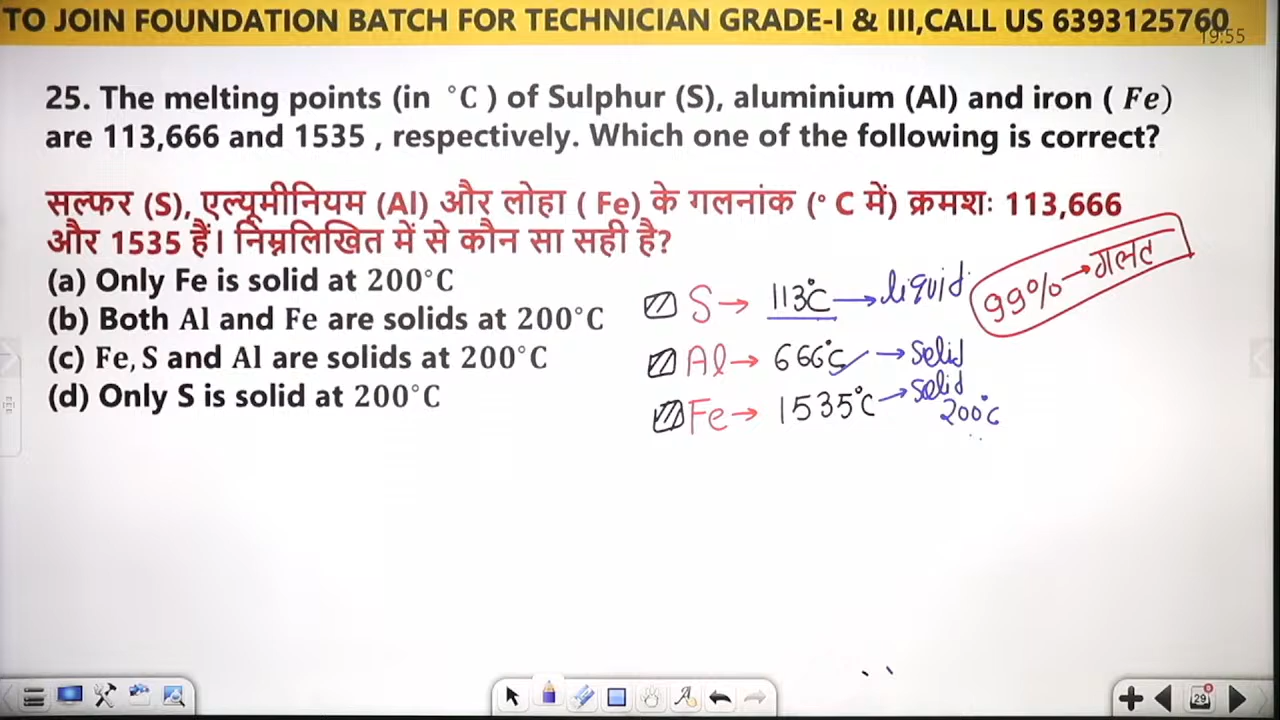 TO JOIN FOUNDATION BATCH FOR TECHNICIAN GRADE-I & III,CALL US 6393125760
19:55
25. The melting points (in °C ) of Sulphur (S), aluminium (Al) and iron ( Fe)
are 113,666 and 1535 , respectively. Which one of the following is correct?
सल्फर (S), एल्यूमीनियम (Al) और लोहा ( Fe) के गलनांक (° C में) क्रमशः 113,666
और 1535 हैं। निम्नलिखित में से कौन सा सही है?
(a) Only Fe is solid at 200°C
(b) Both Al and Fe are solids at 200°C
(c) Fe, S and Al are solids at 200°C
(d) Only S is solid at 200°C
S → 113°C → liquid
99% → गलत
Al → 666°C → Solid
Fe → 1535°C → Solid
200°C
29